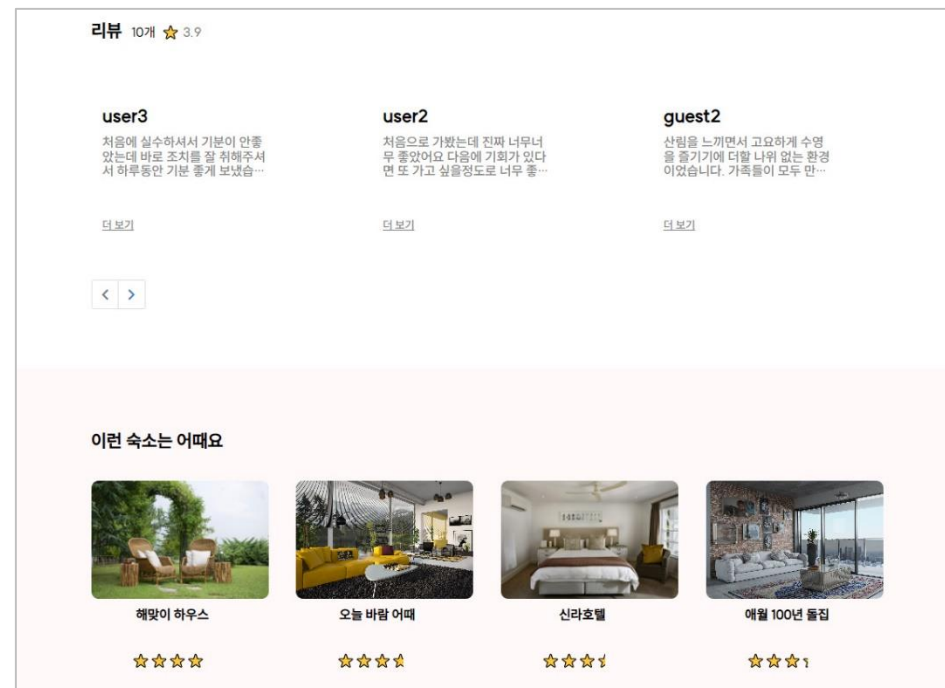 리뷰 10개 3.9
user3
처음에 실수하셔서 기분이 안좋
았는데 바로 조치를 잘 취해주셔
서 하루동안 기분 좋게 보냈습…
더 보기
user2
처음으로 가봤는데 진짜 너무너
무 좋았어요 다음에 기회가 있다
면 또 가고 싶을정도로 너무 좋…
더 보기
guest2
산림을 느끼면서 고요하게 수영
을 즐기기에 더할 나위 없는 환경
이었습니다. 가족들이 모두 만…
더 보기
이런 숙소는 어때요
해맞이 하우스
오늘 바람 어때
신라호텔
애월 100년 돌집